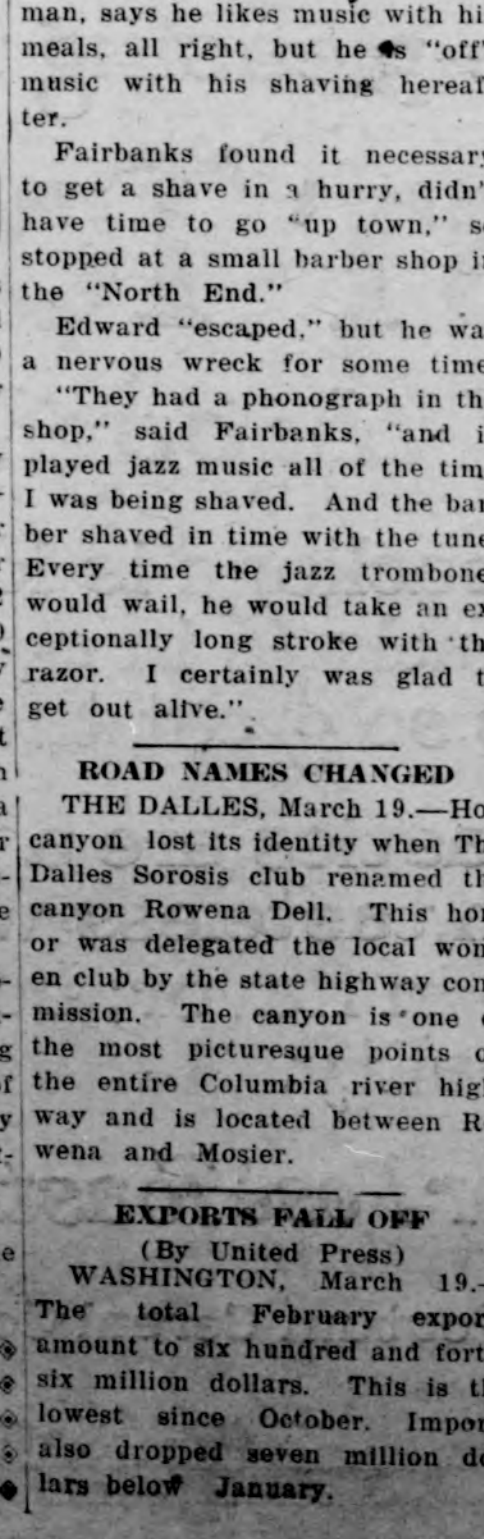 man, says he likes music with hi
meals, all right, but he s "off"
music with his shaving hereaf
ter.
Fairbanks found it necessar
to get a shave in a hurry, didn'
have time to go "up town," s
stopped at a small barber shop i
the "North End."
Edward "escaped," but he wa
a nervous wreck for some time
"They had a phonograph in th
shop," said Fairbanks, "and i
played jazz music all of the tim
I was being shaved. And the bar
ber shaved in time with the tune
Every time the jazz trombone
would wail, he would take an ex
ceptionally long stroke with th
razor. I certainly was glad t
get out alive."
ROAD NAMES CHANGED
THE DALLES, March 19.—Ho
canyon lost its identity when Th
Dalles Sorosis club renamed th
canyon Rowena Dell. This hon
or was delegated the local wom
en club by the state highway com
mission. The canyon is one
the most picturesque points o
the entire Columbia river hig
way and is located between R
wena and Mosier.
EXPORTS FALL OFF
(By United Press)
WASHINGTON, March 19.-
The total February expor
amount to six hundred and fort
six million dollars. This is t
lowest since October. Impor
also dropped seven million do
lars below January.